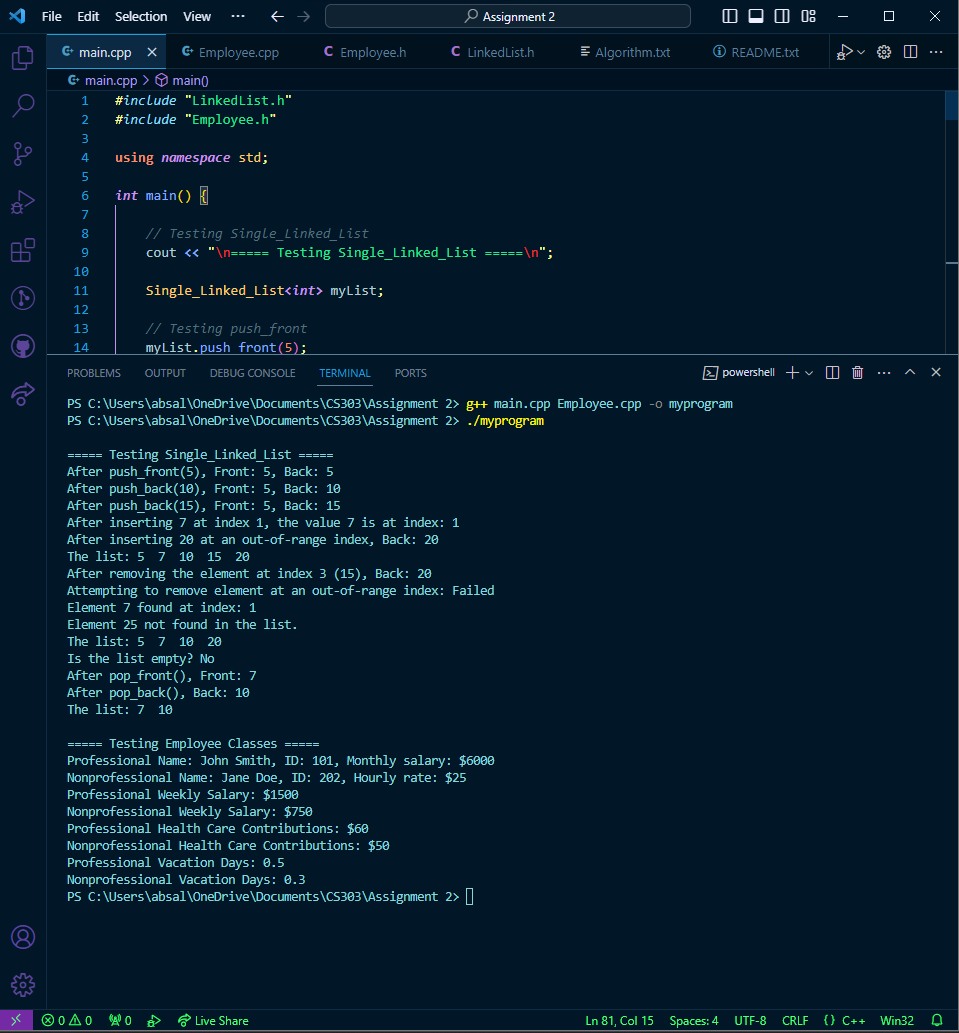 File Edit Selection View ··· Assignment 2
main.cpp Employee.cpp Employee.h LinkedList.h Algorithm.txt README.txt
main.cpp > main()
1 #include "LinkedList.h"
2 #include "Employee.h"
3
4 using namespace std;
5
6 int main() {
7
8 // Testing Single_Linked_List
9 cout << "\n===== Testing Single_Linked_List =====\n";
10
11 Single_Linked_List<int> myList;
12
13 // Testing push_front
14 myList.push_front(5);
PROBLEMS OUTPUT DEBUG CONSOLE TERMINAL PORTS powershell
PS C:\Users\absal\OneDrive\Documents\CS303\Assignment 2> g++ main.cpp Employee.cpp -o myprogram
PS C:\Users\absal\OneDrive\Documents\CS303\Assignment 2> ./myprogram
===== Testing Single_Linked_List =====
After push_front(5), Front: 5, Back: 5
After push_back(10), Front: 5, Back: 10
After push_back(15), Front: 5, Back: 15
After inserting 7 at index 1, the value 7 is at index: 1
After inserting 20 at an out-of-range index, Back: 20
The list: 5 7 10 15 20
After removing the element at index 3 (15), Back: 20
Attempting to remove element at an out-of-range index: Failed
Element 7 found at index: 1
Element 25 not found in the list.
The list: 5 7 10 20
Is the list empty? No
After pop_front(), Front: 7
After pop_back(), Back: 10
The list: 7 10
===== Testing Employee Classes =====
Professional Name: John Smith, ID: 101, Monthly salary: $6000
Nonprofessional Name: Jane Doe, ID: 202, Hourly rate: $25
Professional Weekly Salary: $1500
Nonprofessional Weekly Salary: $750
Professional Health Care Contributions: $60
Nonprofessional Health Care Contributions: $50
Professional Vacation Days: 0.5
Nonprofessional Vacation Days: 0.3
PS C:\Users\absal\OneDrive\Documents\CS303\Assignment 2>
0 0 0 Live Share Ln 81, Col 15 Spaces: 4 UTF-8 CRLF {} C++ Win32